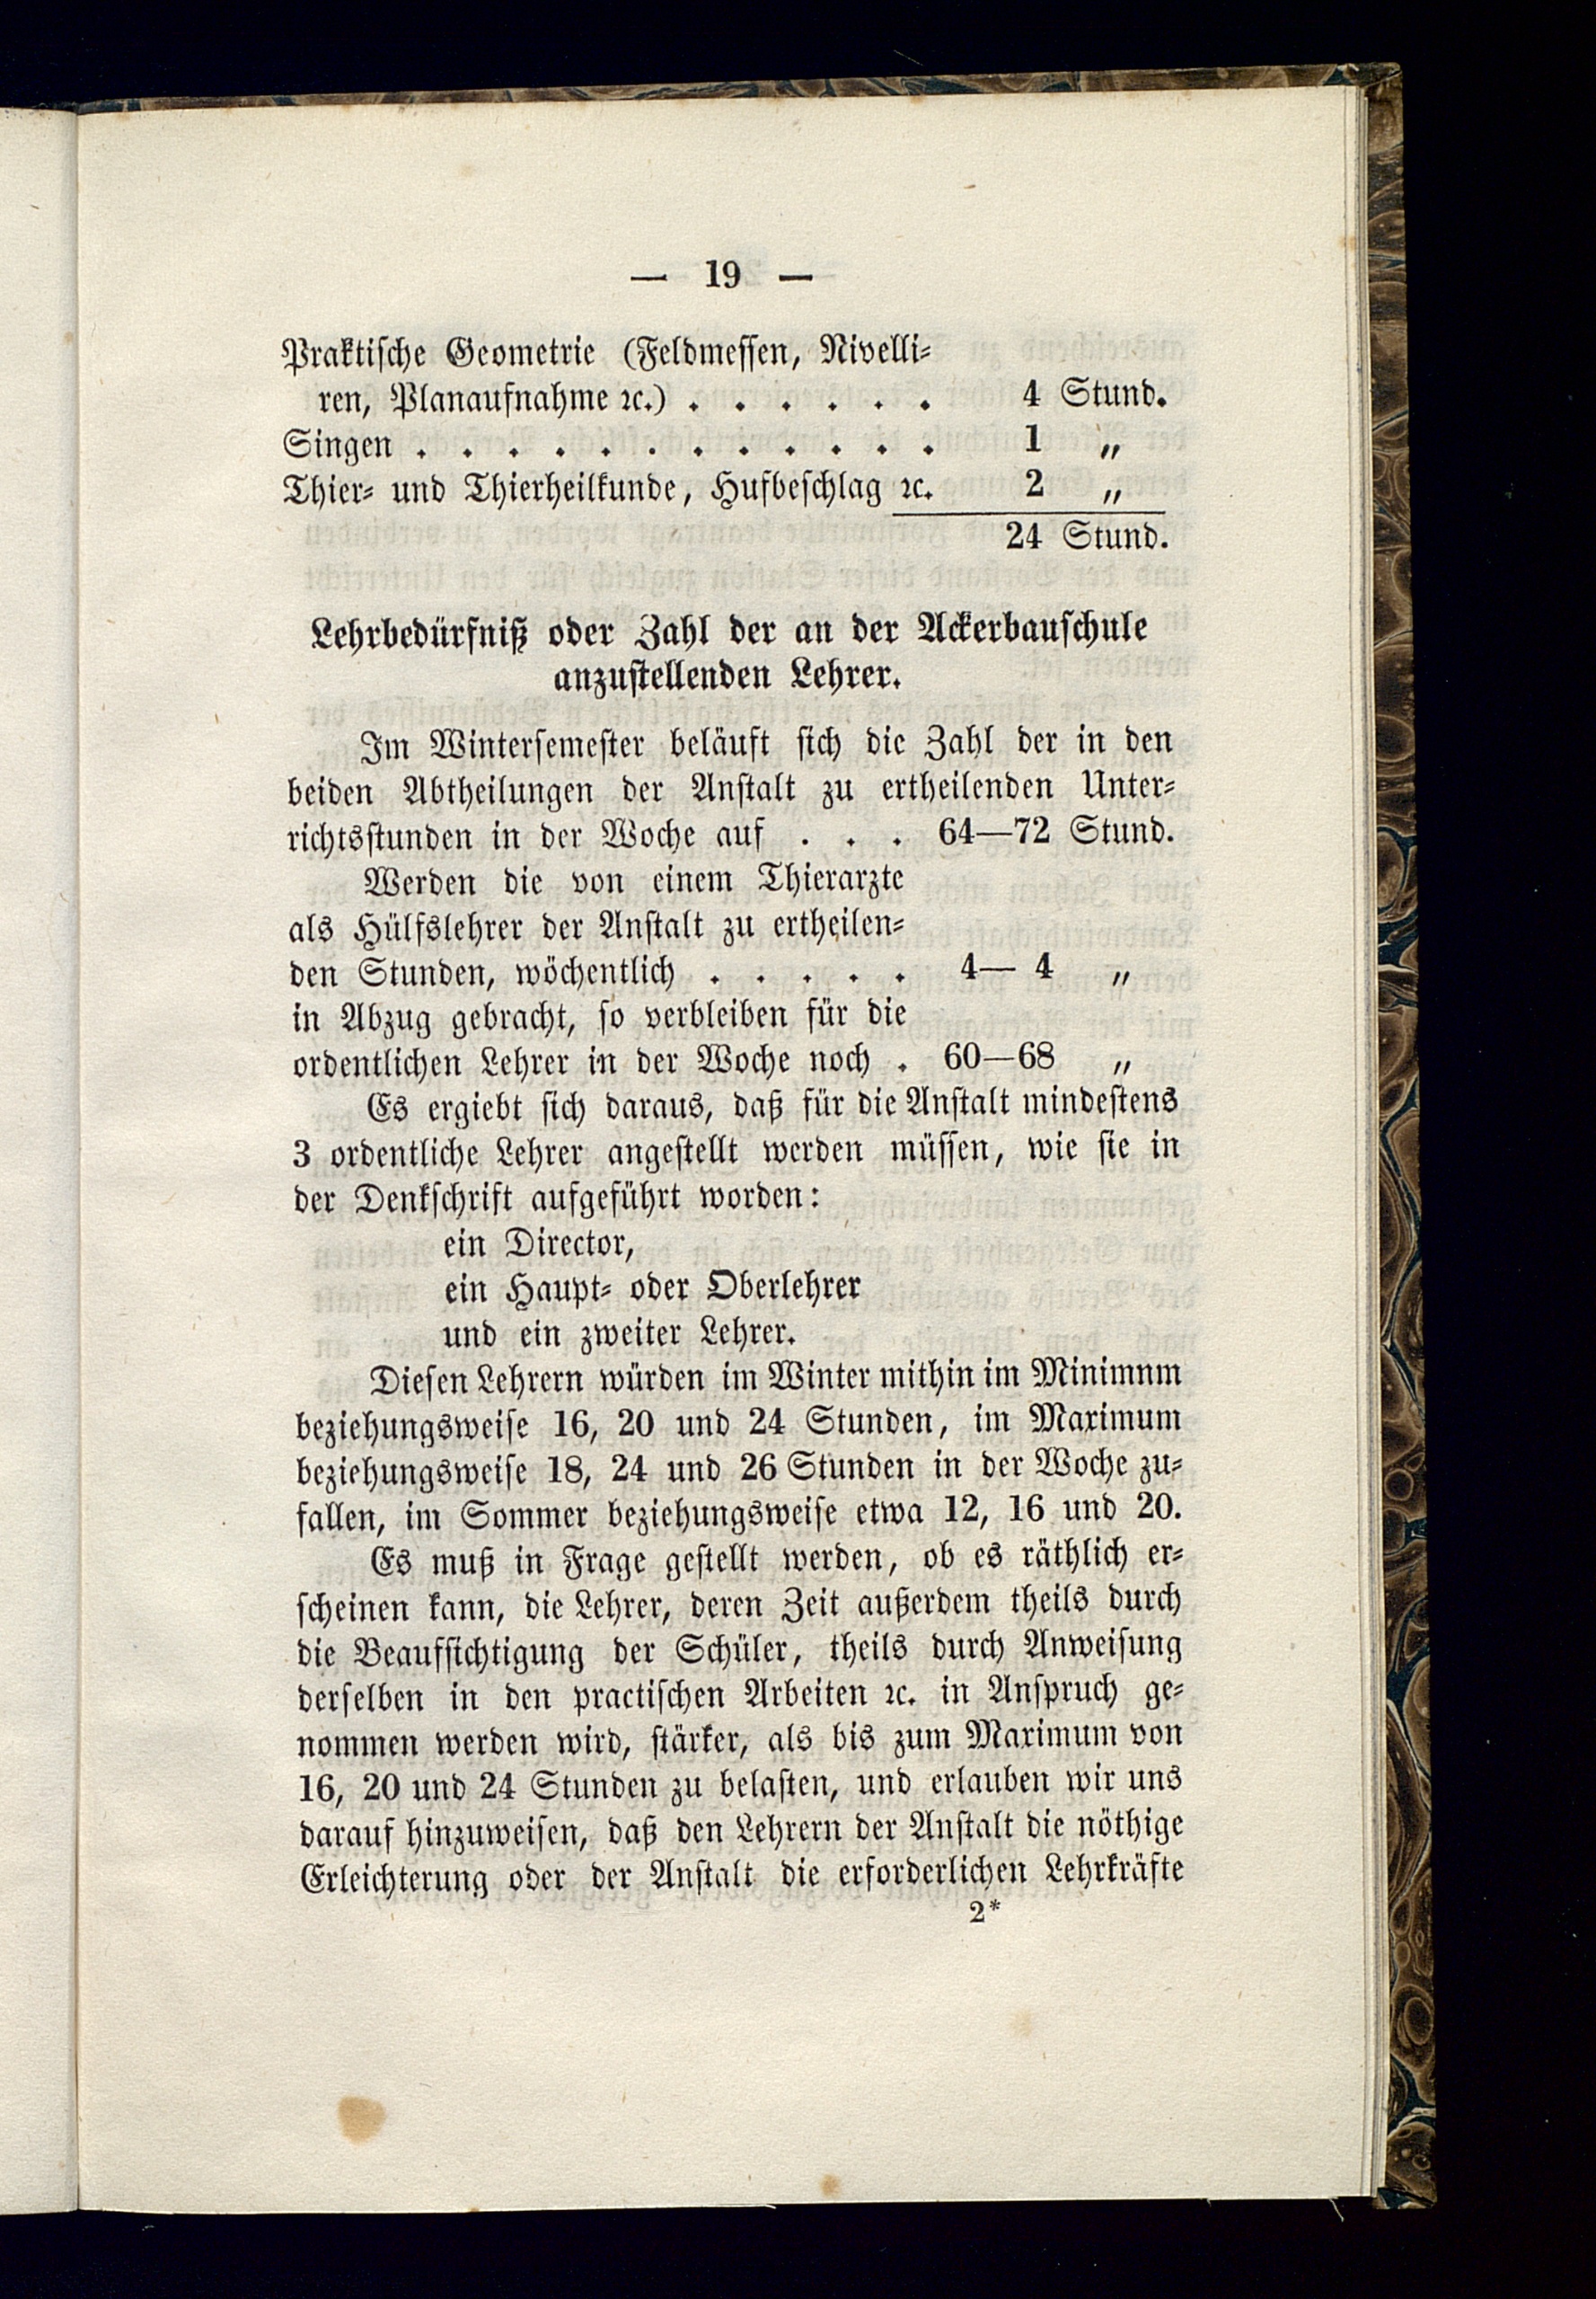 — 19 —
Praktische Geometrie (Feldmessen, Nivelli-
ren, Planaufnahme ꝛc.) . . . . . . 4 Stund.
Singen . . . . . . . . . . . . 1 „
Thier- und Thierheilkunde, Hufbeschlag ꝛc. 2 „
24 Stund.
Lehrbedürfniß oder Zahl der an der Ackerbauschule
anzustellenden Lehrer.
Im Wintersemester beläuft sich die Zahl der in den
beiden Abtheilungen der Anstalt zu ertheilenden Unter-
richtsstunden in der Woche auf . . . 64—72 Stund.
Werden die von einem Thierarzte
als Hülfslehrer der Anstalt zu ertheilen-
den Stunden, wöchentlich . . . . . 4— 4 „
in Abzug gebracht, so verbleiben für die
ordentlichen Lehrer in der Woche noch . 60—68 „
Es ergiebt sich daraus, daß für die Anstalt mindestens
3 ordentliche Lehrer angestellt werden müssen, wie sie in
der Denkschrift aufgeführt worden:
ein Director,
ein Haupt- oder Oberlehrer
und ein zweiter Lehrer.
Diesen Lehrern würden im Winter mithin im Minimnm
beziehungsweise 16, 20 und 24 Stunden, im Maximum
beziehungsweise 18, 24 und 26 Stunden in der Woche zu-
fallen, im Sommer beziehungsweise etwa 12, 16 und 20.
Es muß in Frage gestellt werden, ob es räthlich er-
scheinen kann, die Lehrer, deren Zeit außerdem theils durch
die Beaufsichtigung der Schüler, theils durch Anweisung
derselben in den practischen Arbeiten ꝛc. in Anspruch ge-
nommen werden wird, stärker, als bis zum Maximum von
16, 20 und 24 Stunden zu belasten, und erlauben wir uns
darauf hinzuweisen, daß den Lehrern der Anstalt die nöthige
Erleichterung oder der Anstalt die erforderlichen Lehrkräfte
2*